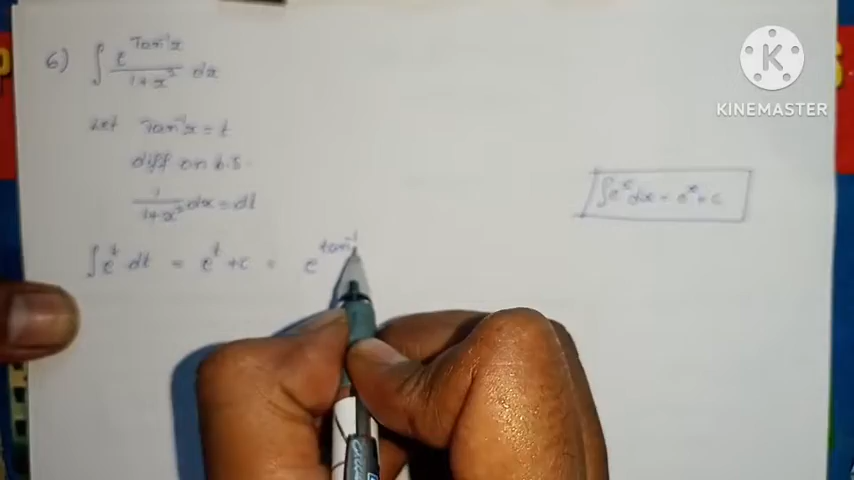 6) ∫ e^Tan⁻¹x / 1+x² dx
Let Tan⁻¹x = t
diff on b.s.
1 / 1+x² dx = dt
∫e^x dx = e^x + c
∫e^t dt = e^t + c = e^tan⁻¹
K
KINEMASTER